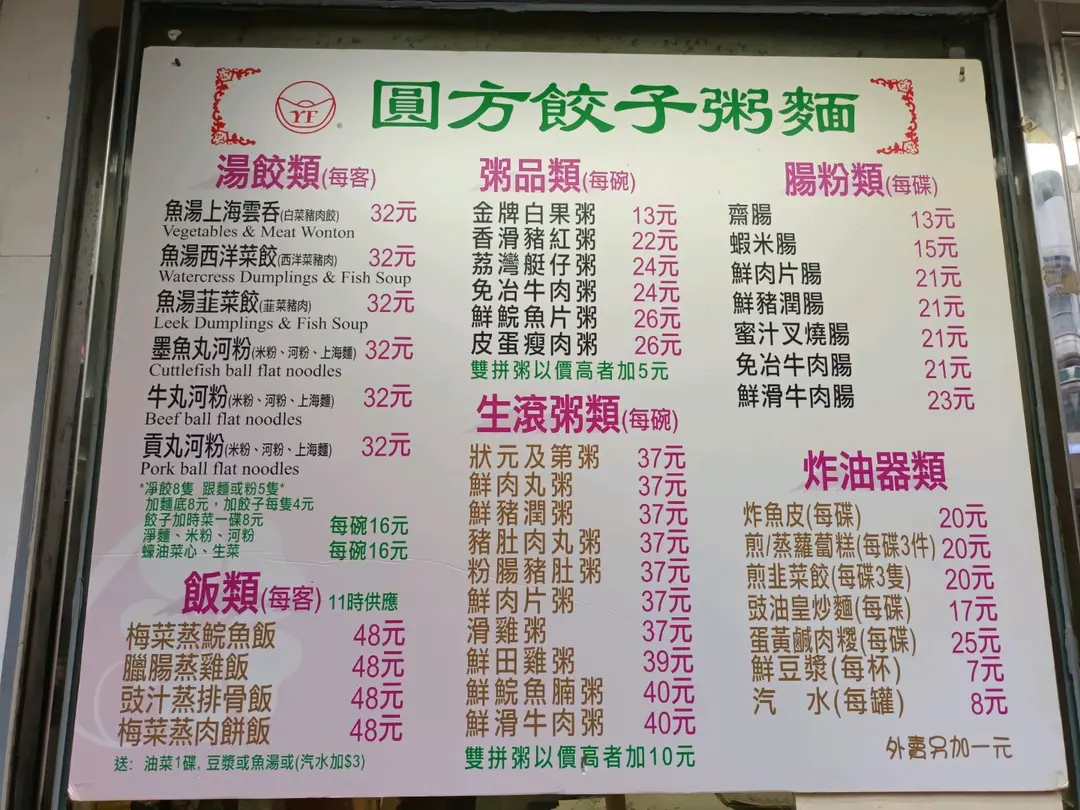 YF
圓方餃子粥麵
湯餃類(每客)
魚湯上海雲吞(白菜豬肉餃) 32元
Vegetables & Meat Wonton
魚湯西洋菜餃(西洋菜豬肉) 32元
Watercress Dumplings & Fish Soup
魚湯韮菜餃(韮菜豬肉) 32元
Leek Dumplings & Fish Soup
墨魚丸河粉(米粉、河粉、上海麵) 32元
Cuttlefish ball flat noodles
牛丸河粉(米粉、河粉、上海麵) 32元
Beef ball flat noodles
貢丸河粉(米粉、河粉、上海麵) 32元
Pork ball flat noodles
*凈餃8隻 跟麵或粉5隻*
加麵底8元，加餃子每隻4元
餃子加時菜一碟8元
淨麵、米粉、河粉 每碗16元
蠔油菜心、生菜 每碗16元
飯類(每客) 11時供應
梅菜蒸鯇魚飯 48元
臘腸蒸雞飯 48元
豉汁蒸排骨飯 48元
梅菜蒸肉餅飯 48元
送: 油菜1碟, 豆漿或魚湯或(汽水加$3)
粥品類(每碗)
金牌白果粥 13元
香滑豬紅粥 22元
荔灣艇仔粥 24元
免治牛肉粥 24元
鮮鯇魚片粥 26元
皮蛋瘦肉粥 26元
雙拼粥以價高者加5元
生滾粥類(每碗)
狀元及第粥 37元
鮮肉丸粥 37元
鮮豬潤粥 37元
豬肚肉丸粥 37元
粉腸豬肚粥 37元
鮮肉片粥 37元
滑雞粥 37元
鮮田雞粥 39元
鮮鯇魚腩粥 40元
鮮滑牛肉粥 40元
雙拼粥以價高者加10元
腸粉類(每碟)
齋腸 13元
蝦米腸 15元
鮮肉片腸 21元
鮮豬潤腸 21元
蜜汁叉燒腸 21元
免治牛肉腸 21元
鮮滑牛肉腸 23元
炸油器類
炸魚皮(每碟) 20元
煎/蒸蘿蔔糕(每碟3件) 20元
煎韭菜餃(每碟3隻) 20元
豉油皇炒麵(每碟) 17元
蛋黃鹹肉糉(每碟) 25元
鮮豆漿(每杯) 7元
汽 水(每罐) 8元
外賣另加一元